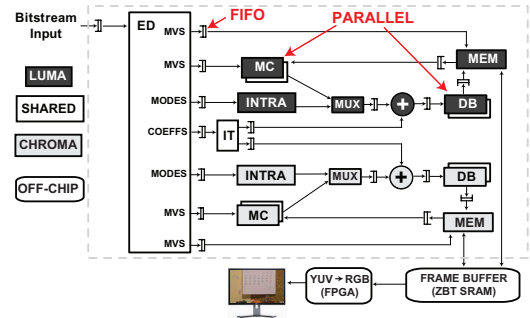 Bitstream
Input
ED
MVS
FIFO
PARALLEL
MEM
MVS
MC
LUMA
MODES
INTRA
MUX
+
DB
SHARED
COEFFS
IT
CHROMA
MODES
INTRA
MUX
+
DB
OFF-CHIP
MVS
MC
MEM
MVS
YUV → RGB
(FPGA)
FRAME BUFFER
(ZBT SRAM)